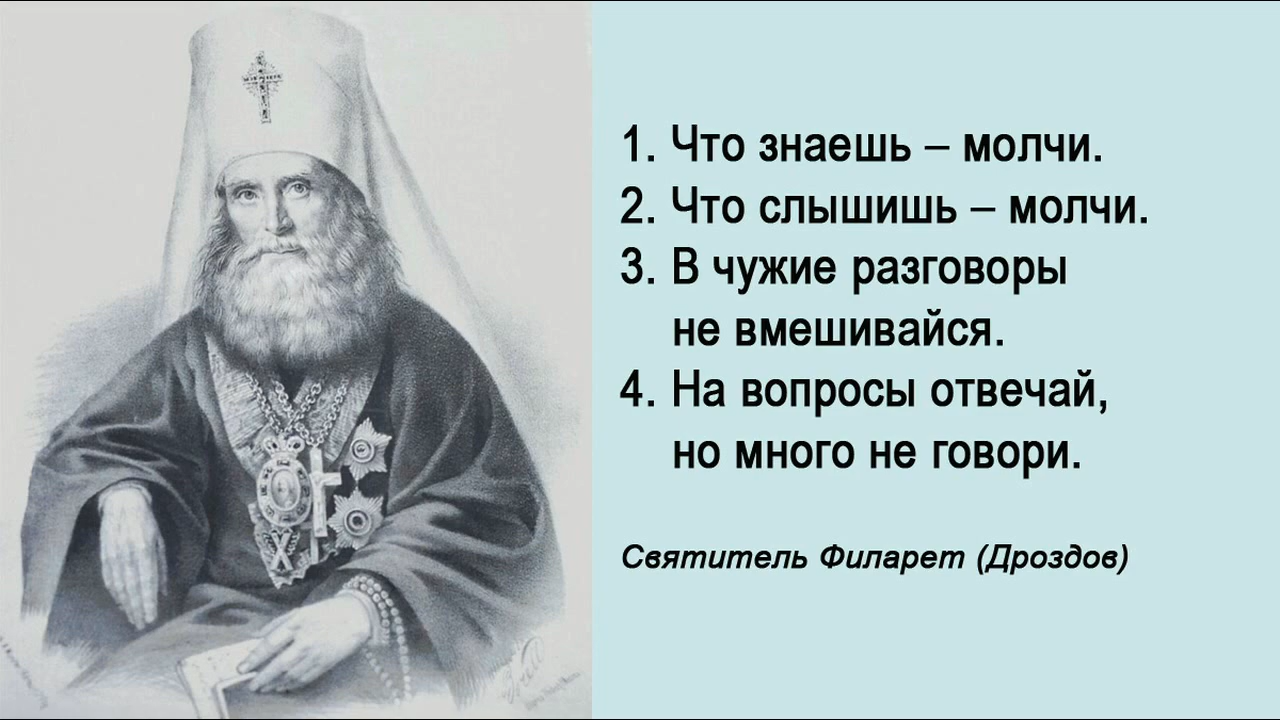 1. Что знаешь – молчи.
2. Что слышишь – молчи.
3. В чужие разговоры
не вмешивайся.
4. На вопросы отвечай,
но много не говори.
Святитель Филарет (Дроздов)